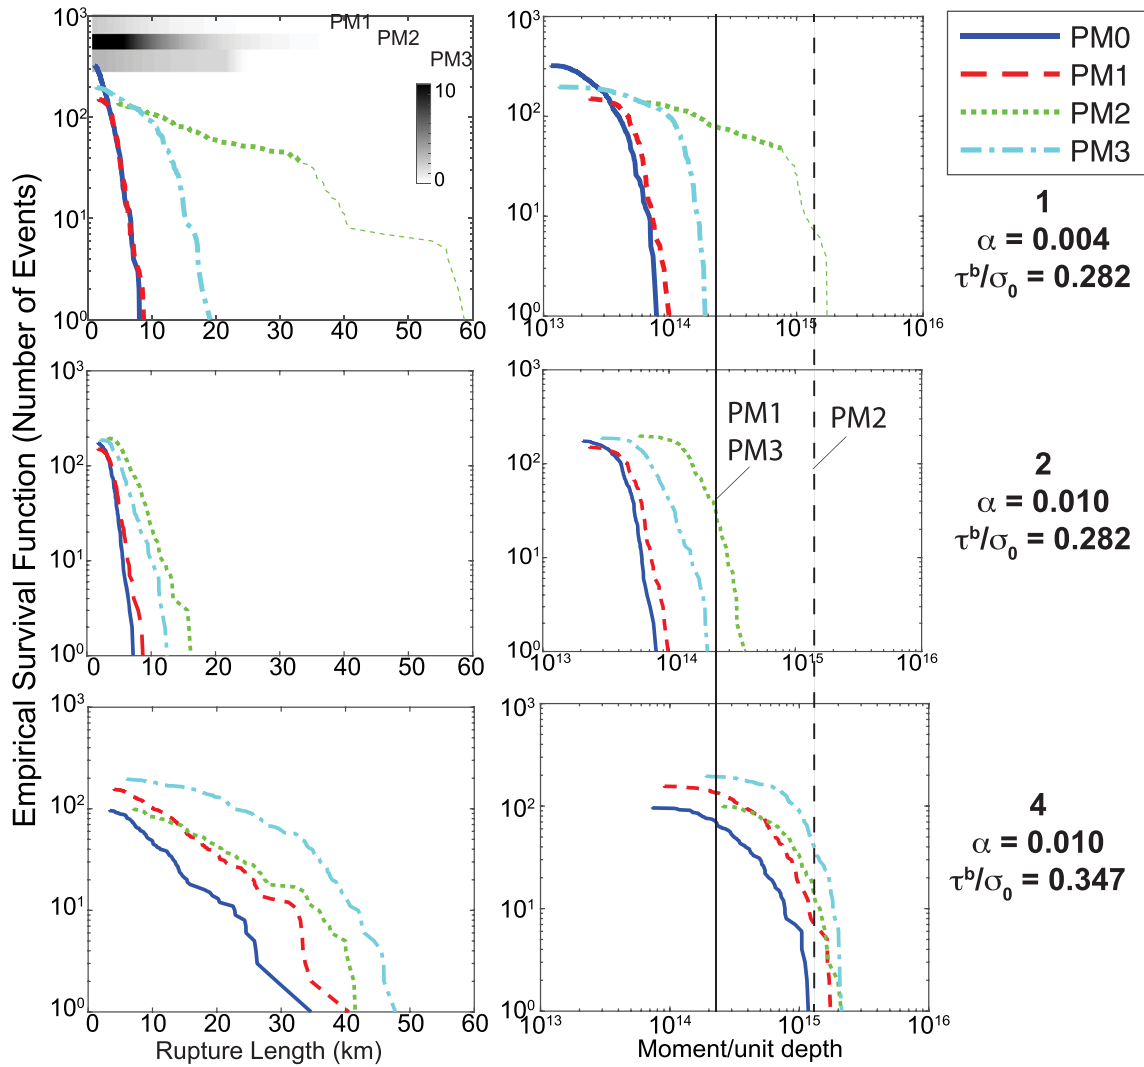 Empirical Survival Function (Number of Events)
10³
10²
10¹
10⁰
0 10 20 30 40 50 60
PM1
PM2
PM3
10
0
10³
10²
10¹
10⁰
10¹³ 10¹⁴ 10¹⁵ 10¹⁶
PM0
PM1
PM2
PM3
1
α = 0.004
τᵇ/σ₀ = 0.282
10³
10²
10¹
10⁰
0 10 20 30 40 50 60
10³
10²
10¹
10⁰
10¹³ 10¹⁴ 10¹⁵ 10¹⁶
PM1
PM3
PM2
2
α = 0.010
τᵇ/σ₀ = 0.282
10³
10²
10¹
10⁰
0 10 20 30 40 50 60
Rupture Length (km)
10³
10²
10¹
10⁰
10¹³ 10¹⁴ 10¹⁵ 10¹⁶
Moment/unit depth
4
α = 0.010
τᵇ/σ₀ = 0.347